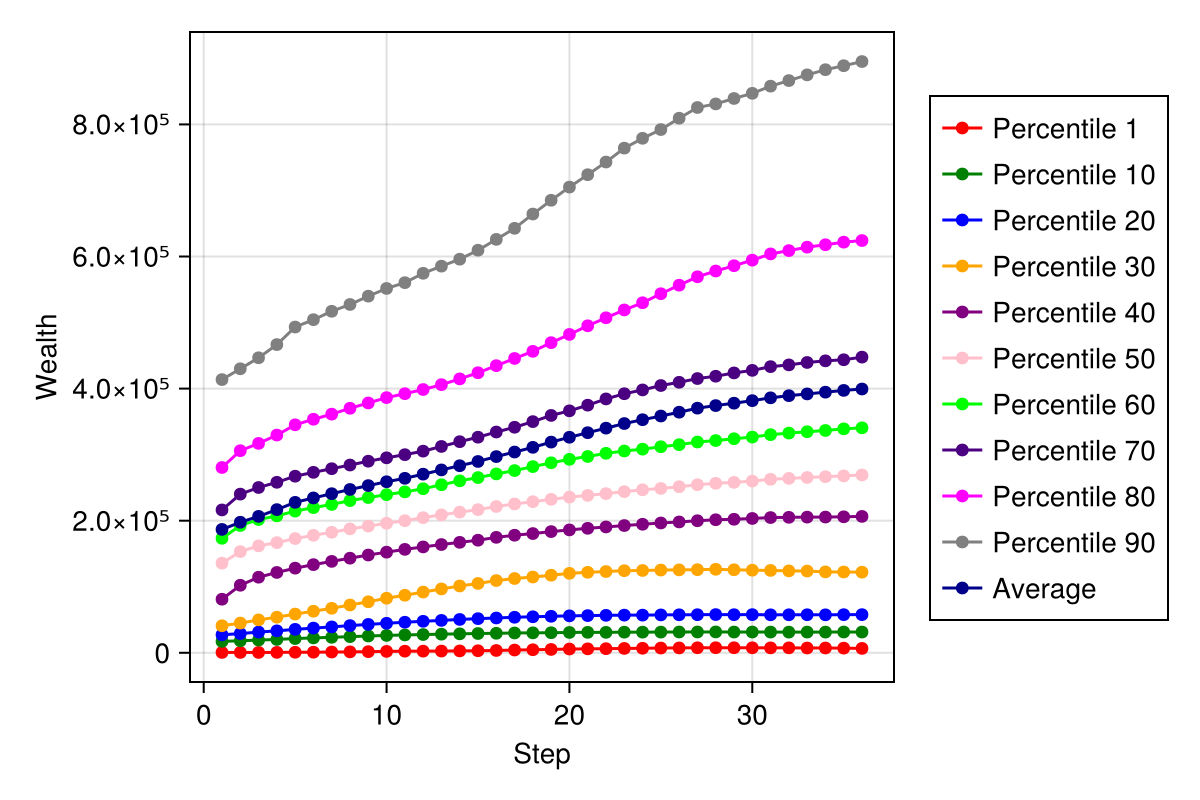 8.0×10⁵
6.0×10⁵
4.0×10⁵
2.0×10⁵
0
Wealth
0 10 20 30
Step
Percentile 1
Percentile 10
Percentile 20
Percentile 30
Percentile 40
Percentile 50
Percentile 60
Percentile 70
Percentile 80
Percentile 90
Average